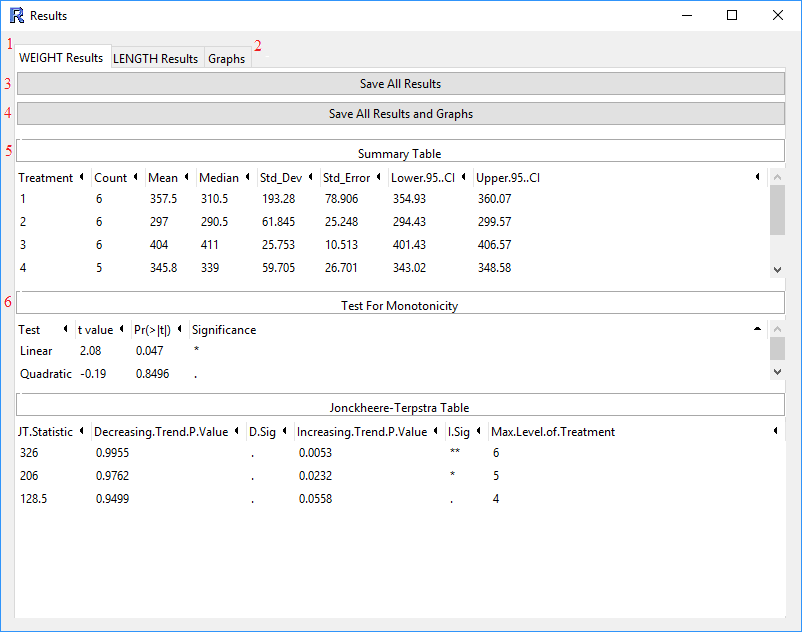 Results
1 2
WEIGHT Results LENGTH Results Graphs
3 Save All Results
4 Save All Results and Graphs
5 Summary Table
Treatment Count Mean Median Std_Dev Std_Error Lower.95..CI Upper.95..CI
1 6 357.5 310.5 193.28 78.906 354.93 360.07
2 6 297 290.5 61.845 25.248 294.43 299.57
3 6 404 411 25.753 10.513 401.43 406.57
4 5 345.8 339 59.705 26.701 343.02 348.58
6 Test For Monotonicity
Test t value Pr(>|t|) Significance
Linear 2.08 0.047 *
Quadratic -0.19 0.8496 .
Jonckheere-Terpstra Table
JT.Statistic Decreasing.Trend.P.Value D.Sig Increasing.Trend.P.Value I.Sig Max.Level.of.Treatment
326 0.9955 . 0.0053 ** 6
206 0.9762 . 0.0232 * 5
128.5 0.9499 . 0.0558 . 4